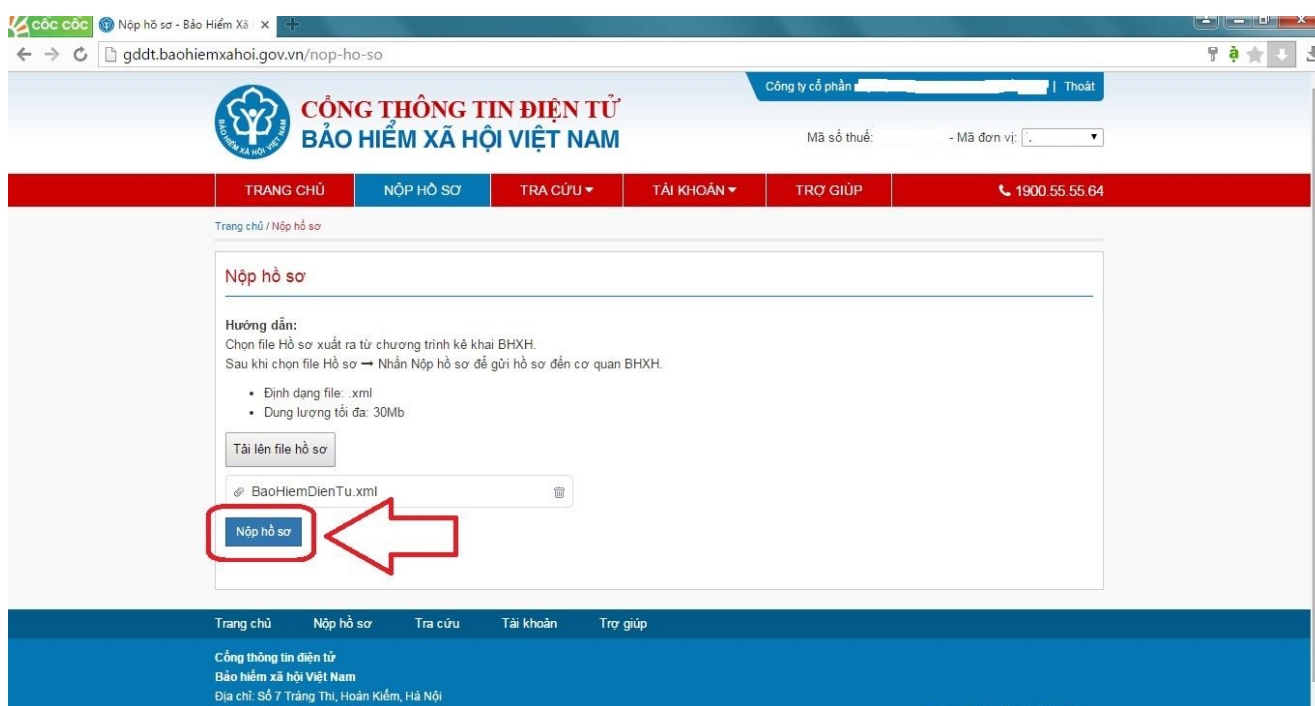 cốc cốc
Nộp hồ sơ - Bảo Hiểm Xã
gddt.baohiemxahoi.gov.vn/nop-ho-so
Công ty cổ phần | Thoát
BẢO HIỂM XÃ HỘI VIỆT NAM
CỔNG THÔNG TIN ĐIỆN TỬ
BẢO HIỂM XÃ HỘI VIỆT NAM
Mã số thuế: - Mã đơn vị:
TRANG CHỦ NỘP HỒ SƠ TRA CỨU TÀI KHOẢN TRỢ GIÚP 1900.55.55.64
Trang chủ / Nộp hồ sơ
Nộp hồ sơ
Hướng dẫn:
Chọn file Hồ sơ xuất ra từ chương trình kê khai BHXH.
Sau khi chọn file Hồ sơ → Nhấn Nộp hồ sơ để gửi hồ sơ đến cơ quan BHXH.
• Định dạng file: .xml
• Dung lượng tối đa: 30Mb
Tải lên file hồ sơ
BaoHiemDienTu.xml
Nộp hồ sơ
Trang chủ Nộp hồ sơ Tra cứu Tài khoản Trợ giúp
Cổng thông tin điện tử
Bảo hiểm xã hội Việt Nam
Địa chỉ: Số 7 Tràng Thi, Hoàn Kiếm, Hà Nội